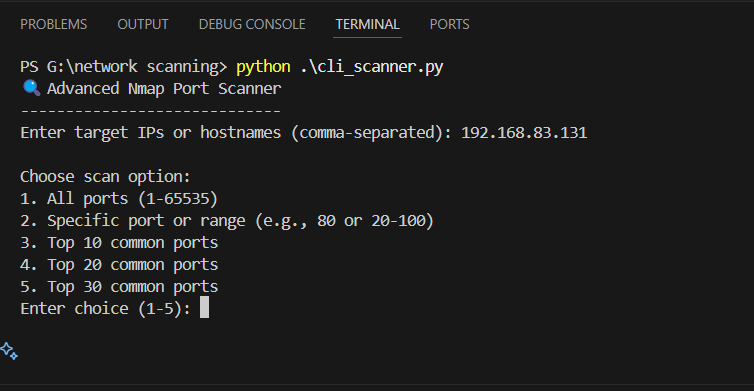 PROBLEMS OUTPUT DEBUG CONSOLE TERMINAL PORTS
PS G:\network scanning> python .\cli_scanner.py
🔍 Advanced Nmap Port Scanner
-----------------------------
Enter target IPs or hostnames (comma-separated): 192.168.83.131
Choose scan option:
1. All ports (1-65535)
2. Specific port or range (e.g., 80 or 20-100)
3. Top 10 common ports
4. Top 20 common ports
5. Top 30 common ports
Enter choice (1-5):